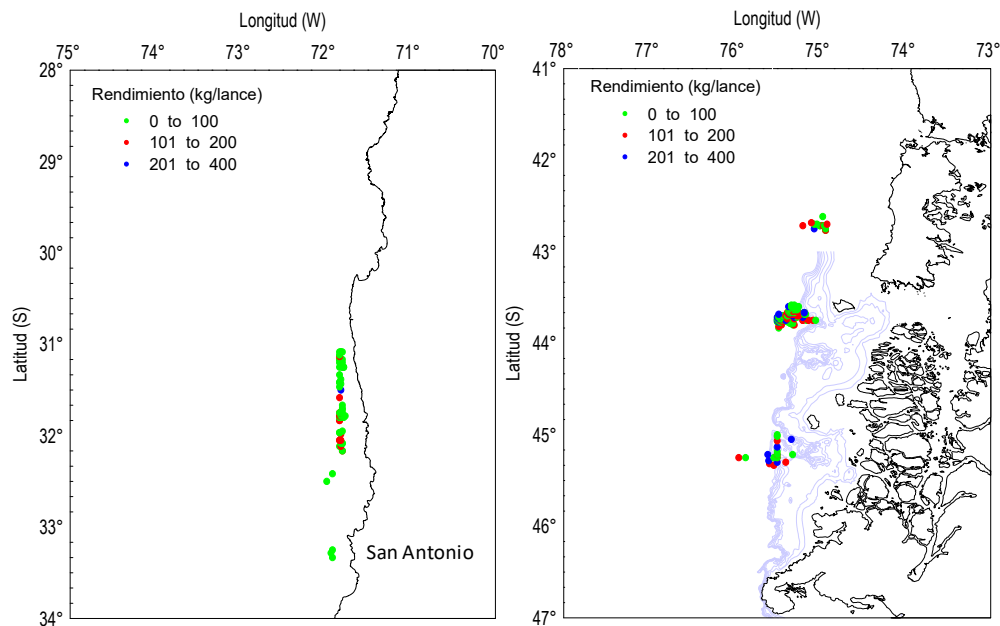 Longitud (W)
75° 74° 73° 72° 71° 70°
28°
29°
30°
31°
32°
33°
34°
Latitud (S)
Rendimiento (kg/lance)
0 to 100
101 to 200
201 to 400
San Antonio
Longitud (W)
78° 77° 76° 75° 74° 73°
41°
42°
43°
44°
45°
46°
47°
Latitud (S)
Rendimiento (kg/lance)
0 to 100
101 to 200
201 to 400